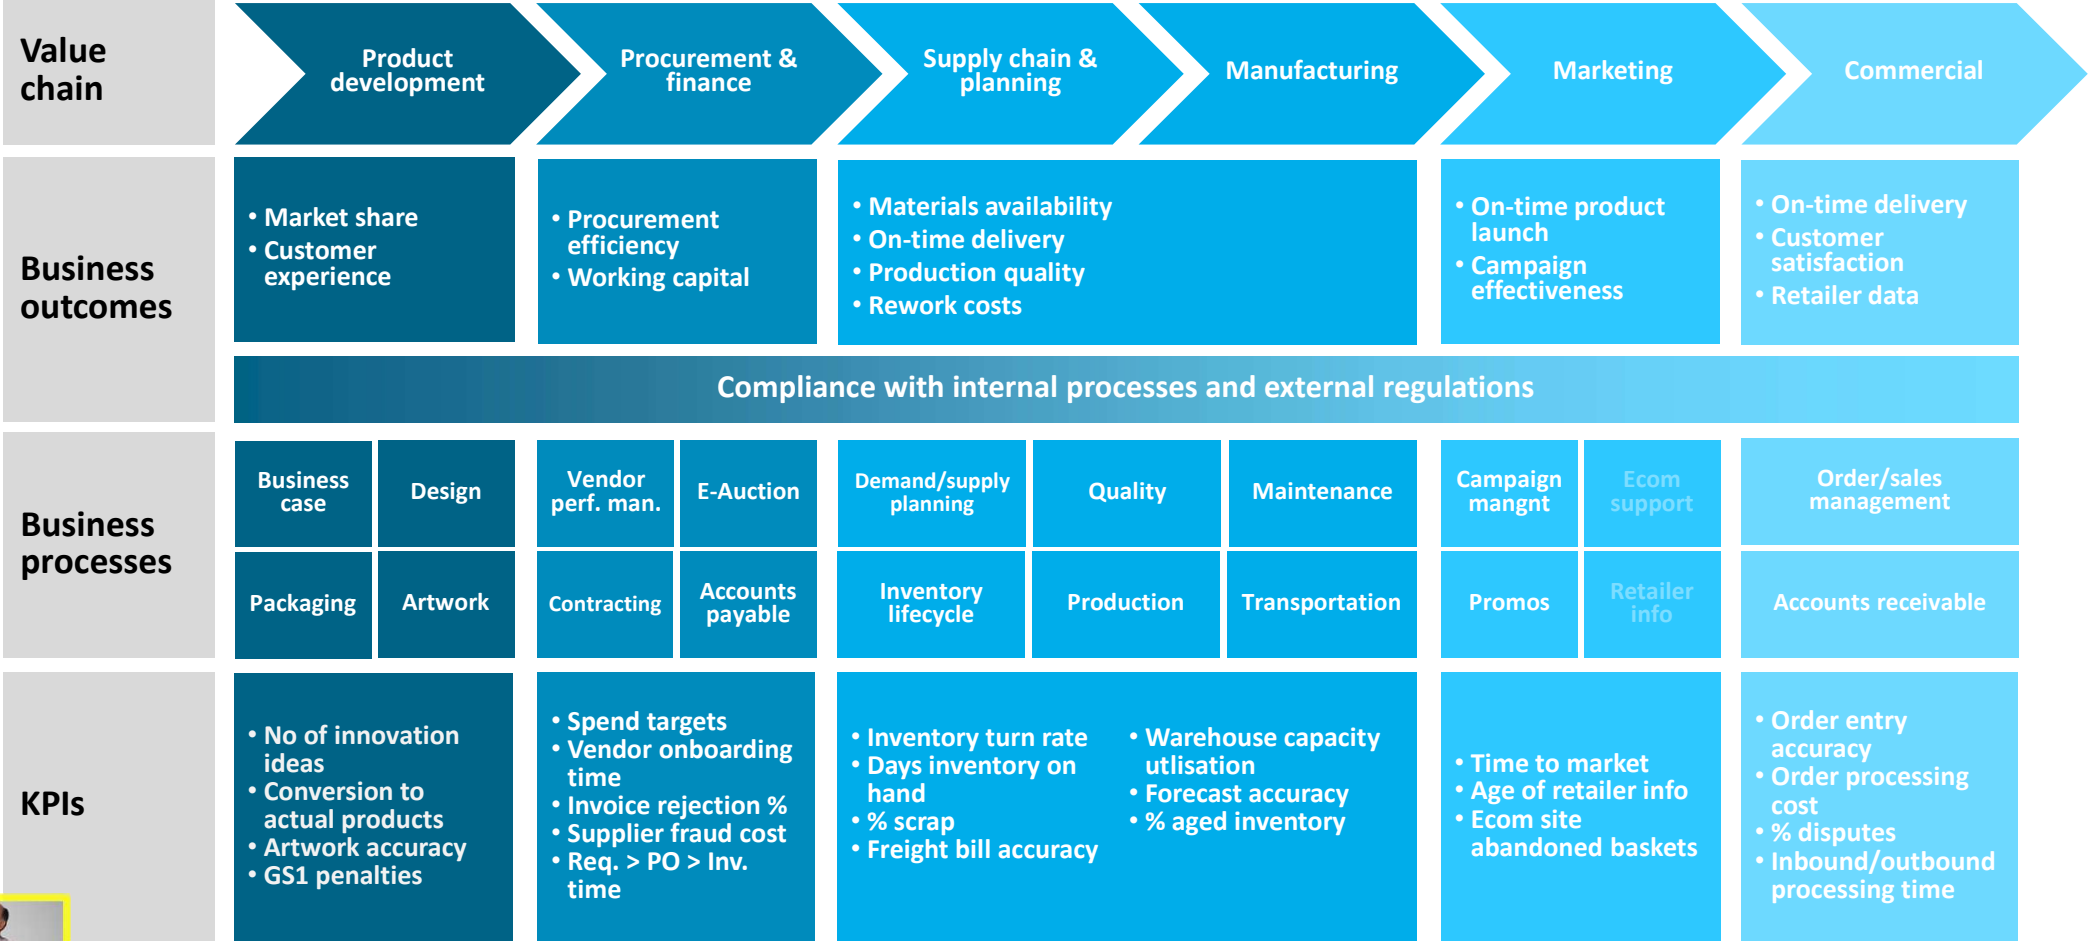 Value
chain
Product
development
Procurement &
finance
Supply chain &
planning
Manufacturing
Marketing
Commercial
Business
outcomes
• Market share
• Customer
experience
• Procurement
efficiency
• Working capital
• Materials availability
• On-time delivery
• Production quality
• Rework costs
• On-time product
launch
• Campaign
effectiveness
• On-time delivery
• Customer
satisfaction
• Retailer data
Compliance with internal processes and external regulations
Business
processes
Business
case
Design
Vendor
perf. man.
E-Auction
Demand/supply
planning
Quality
Maintenance
Campaign
mangnt
Ecom
support
Order/sales
management
Packaging
Artwork
Contracting
Accounts
payable
Inventory
lifecycle
Production
Transportation
Promos
Retailer
info
Accounts receivable
KPIs
• No of innovation
ideas
• Conversion to
actual products
• Artwork accuracy
• GS1 penalties
• Spend targets
• Vendor onboarding
time
• Invoice rejection %
• Supplier fraud cost
• Req. > PO > Inv.
time
• Inventory turn rate
• Days inventory on
hand
• % scrap
• Freight bill accuracy
• Warehouse capacity
utlisation
• Forecast accuracy
• % aged inventory
• Time to market
• Age of retailer info
• Ecom site
abandoned baskets
• Order entry
accuracy
• Order processing
cost
• % disputes
• Inbound/outbound
processing time